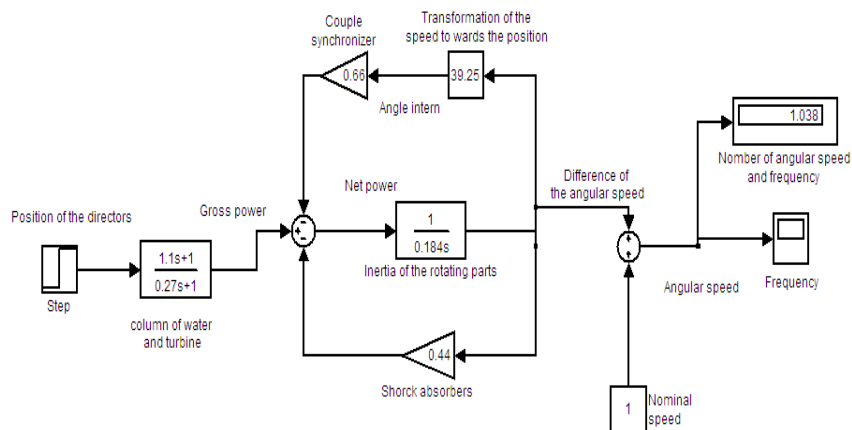 Couple
synchronizer
Transformation of the
speed to wards the position
0.66
39.25
Angle intern
1.038
Nomber of angular speed
and frequency
Difference of
the angular speed
Net power
Position of the directors
Gross power
1
0.184s
1.1s+1
0.27s+1
Inertia of the rotating parts
Step
Angular speed
Frequency
column of water
and turbine
0.44
Shorck absorbers
1
Nominal
speed